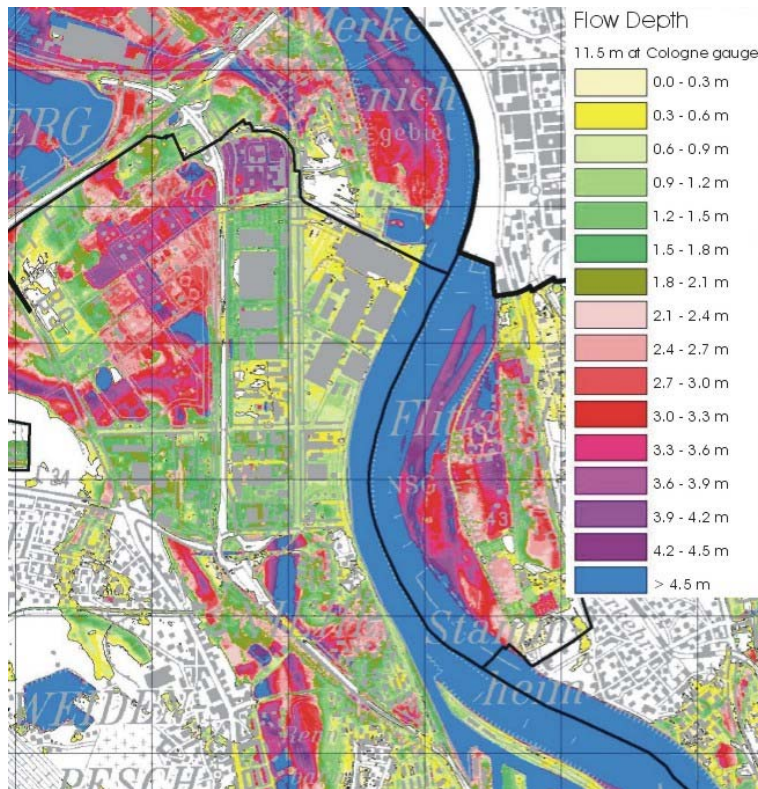 Merke-
nich
gebiet
ERG
Flitta
NSG
43
L 34
Stamm
heim
WEIDEN
PESCH
Flow Depth
11.5 m at Cologne gauge
0.0 - 0.3 m
0.3 - 0.6 m
0.6 - 0.9 m
0.9 - 1.2 m
1.2 - 1.5 m
1.5 - 1.8 m
1.8 - 2.1 m
2.1 - 2.4 m
2.4 - 2.7 m
2.7 - 3.0 m
3.0 - 3.3 m
3.3 - 3.6 m
3.6 - 3.9 m
3.9 - 4.2 m
4.2 - 4.5 m
> 4.5 m